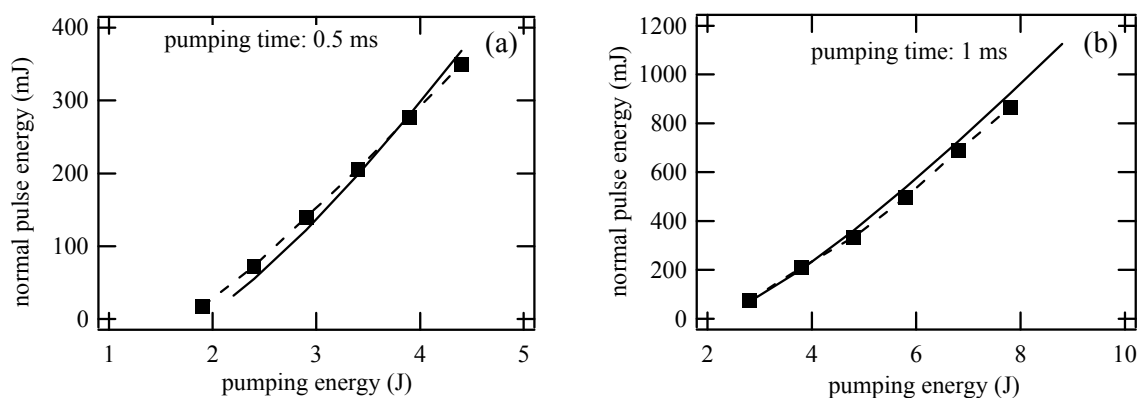 400
300
200
100
0
normal pulse energy (mJ)
pumping time: 0.5 ms
(a)
1 2 3 4 5
pumping energy (J)
1200
1000
800
600
400
200
0
normal pulse energy (mJ)
pumping time: 1 ms
(b)
2 4 6 8 10
pumping energy (J)